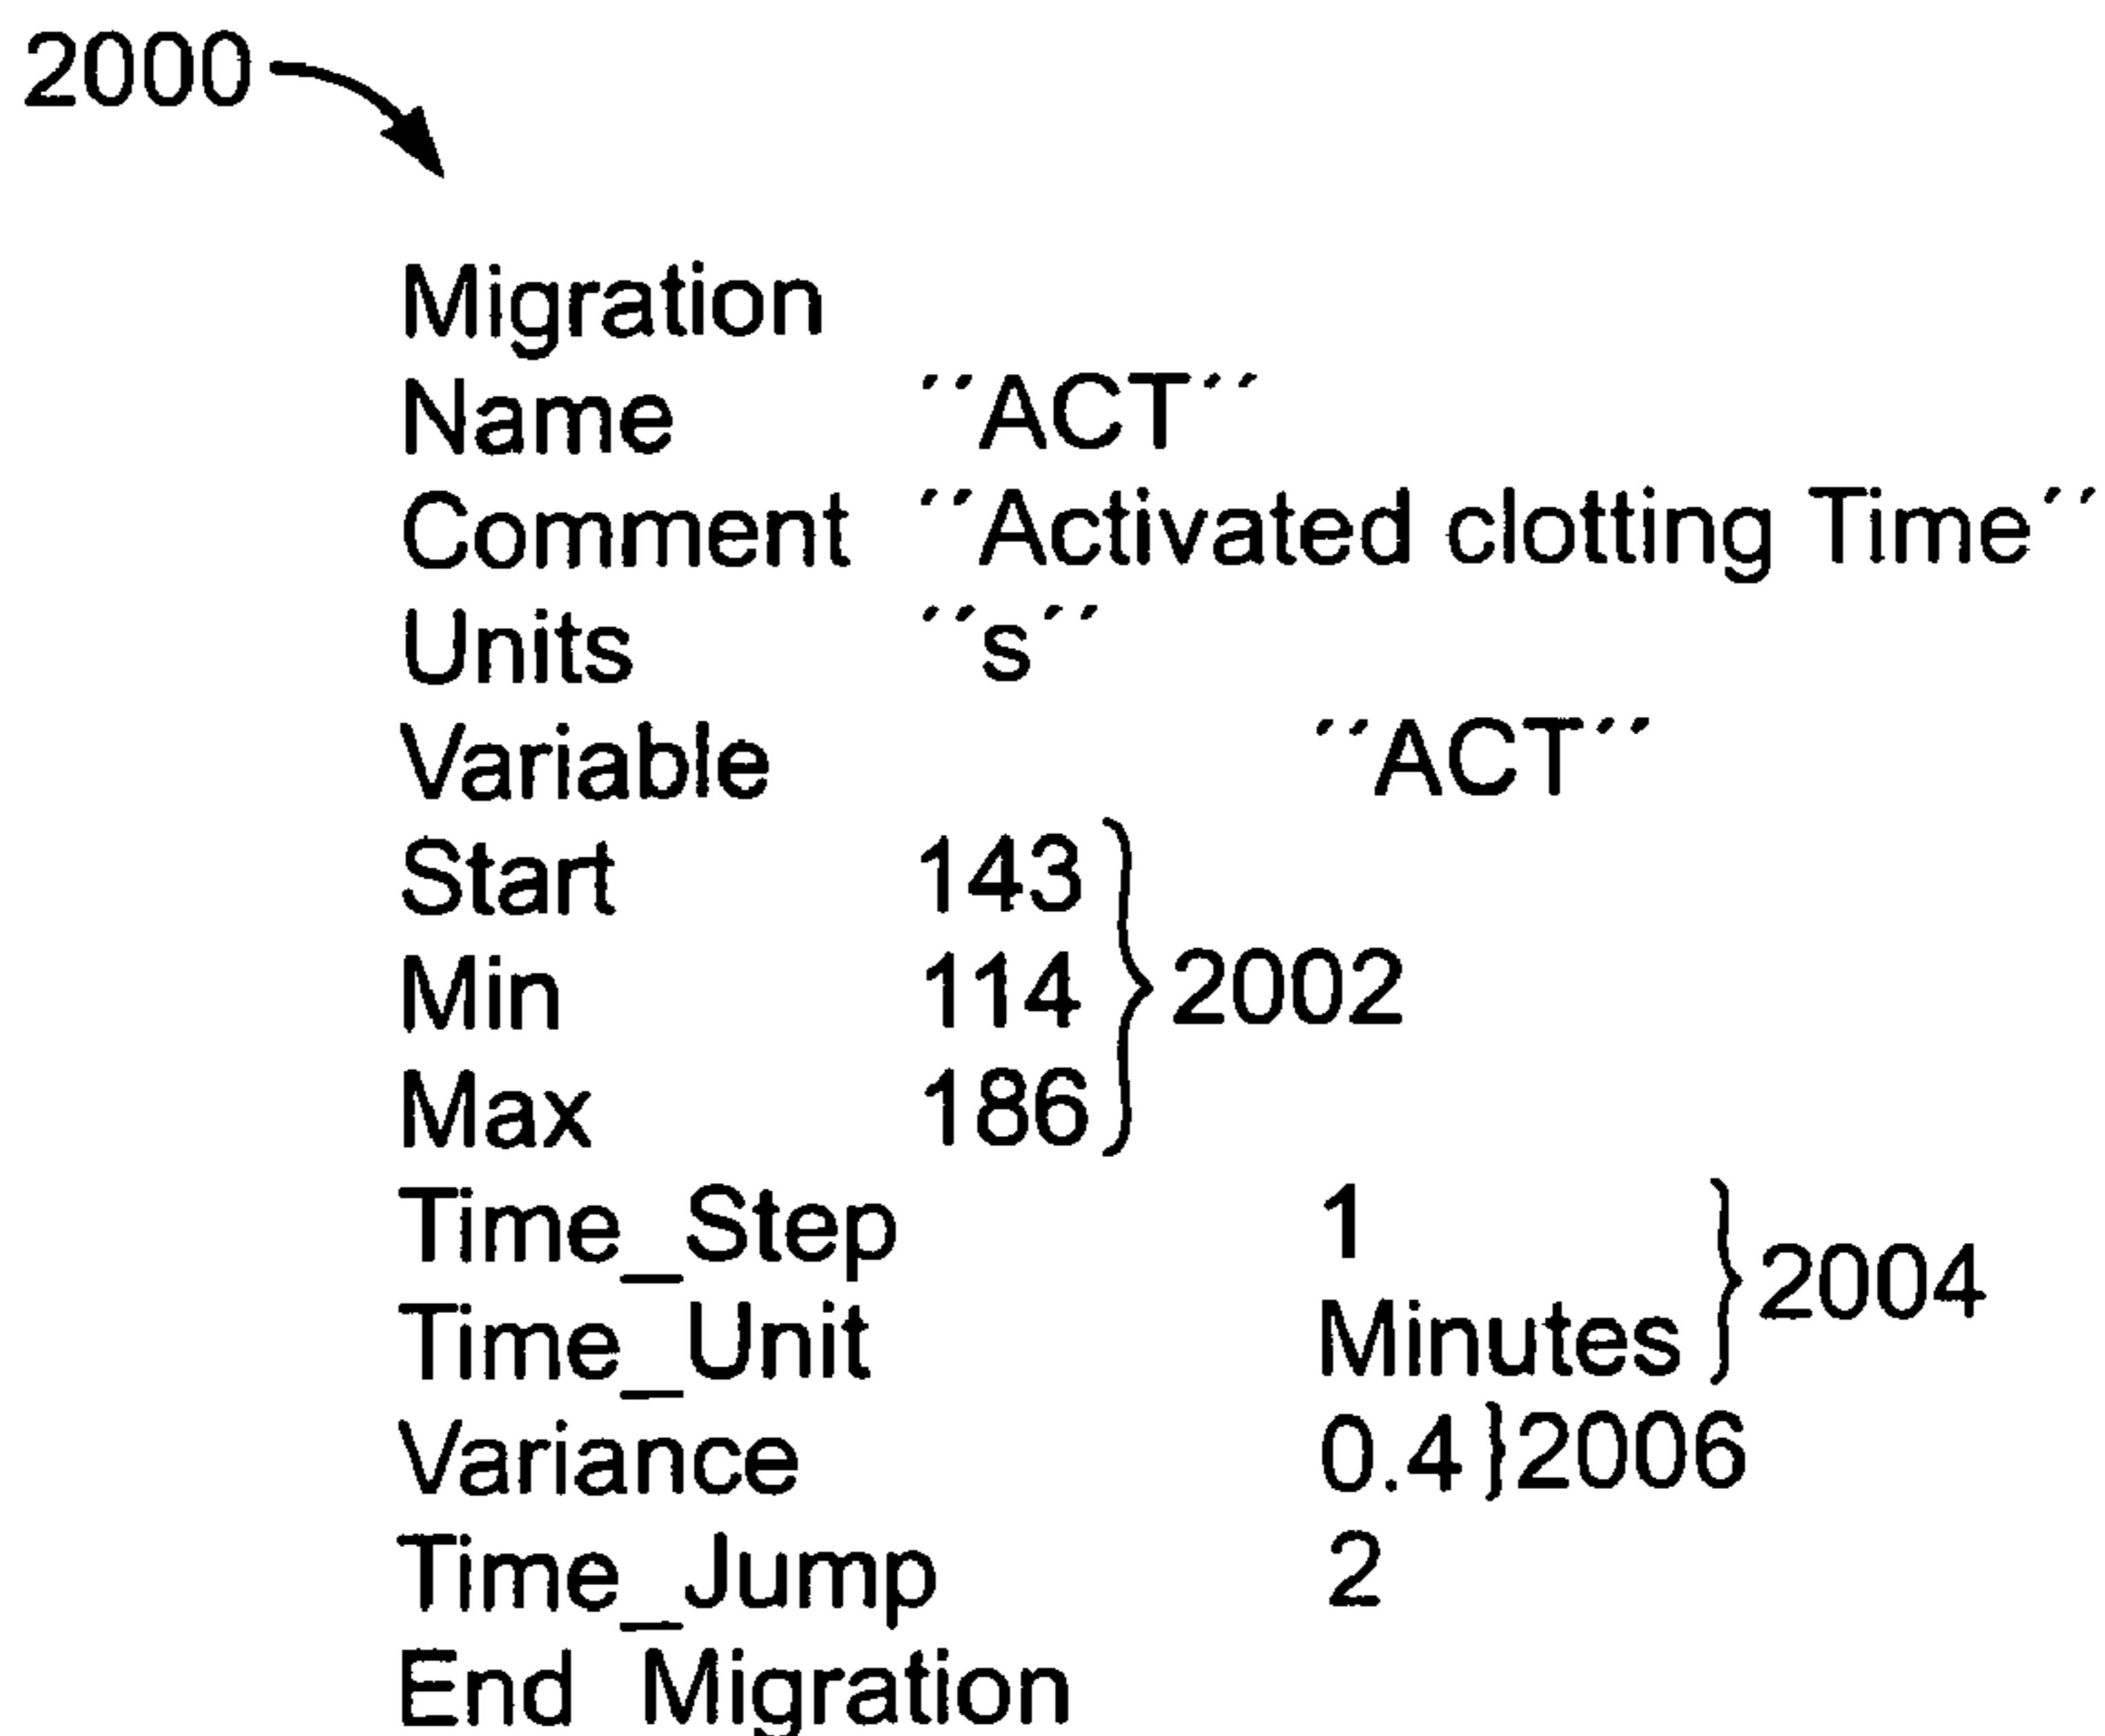 2000
Migration
Name ´´ACT´´
Comment ´´Activated clotting Time´´
Units ´´s´´
Variable ´´ACT´´
Start 143
Min 114 2002
Max 186
Time_Step 1
2004
Time_Unit Minutes
Variance 0.4 }2006
Time_Jump 2
End Migration